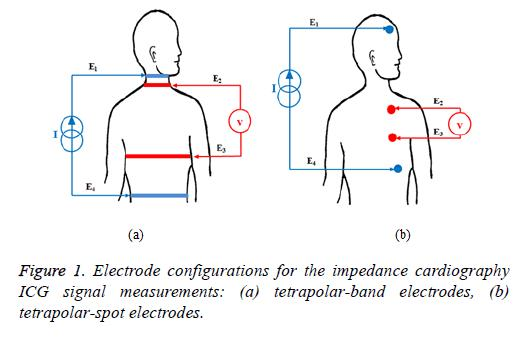 E1
E2
I
V
E3
E4
(a)
E1
I
E2
V
E3
E4
(b)
Figure 1. Electrode configurations for the impedance cardiography
ICG signal measurements: (a) tetrapolar-band electrodes, (b)
tetrapolar-spot electrodes.